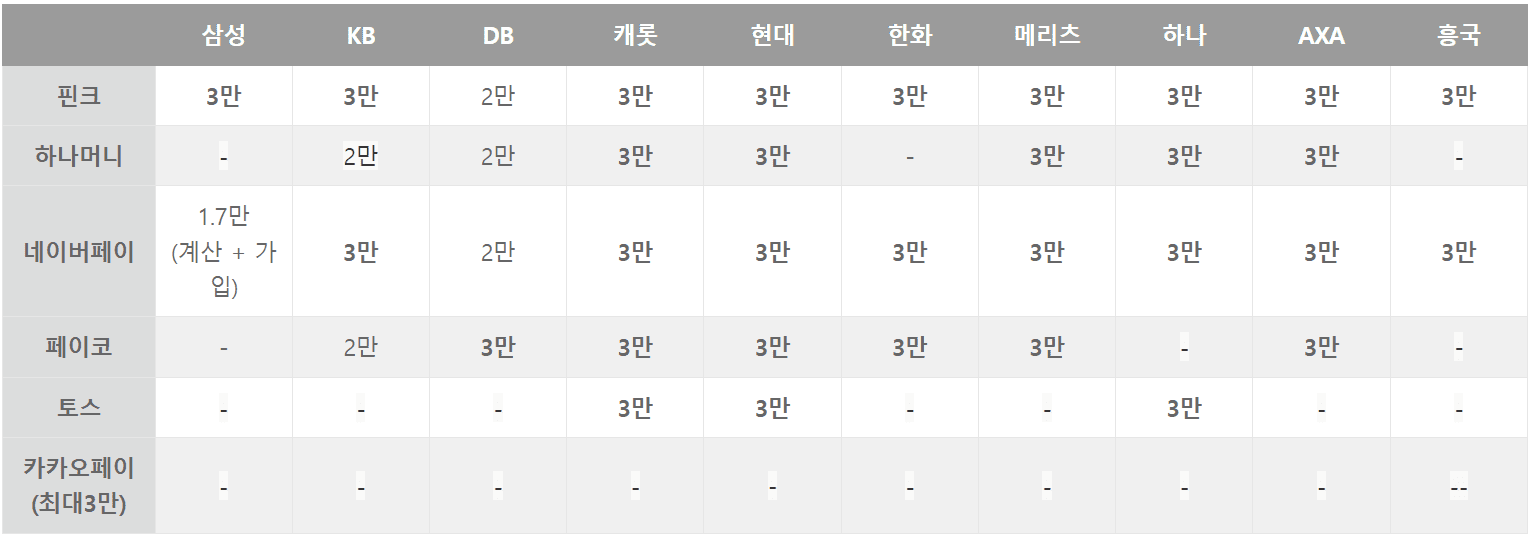 삼성 KB DB 캐롯 현대 한화 메리츠 하나 AXA 흥국
핀크 3만 3만 2만 3만 3만 3만 3만 3만 3만 3만
하나머니 - 2만 2만 3만 3만 - 3만 3만 3만 -
1.7만
네이버페이 (계산 + 가 3만 2만 3만 3만 3만 3만 3만 3만 3만
입)
페이코 - 2만 3만 3만 3만 3만 3만 - 3만 -
토스 - - - 3만 3만 - - 3만 - -
카카오페이 - - - - - - - - - --
(최대3만)